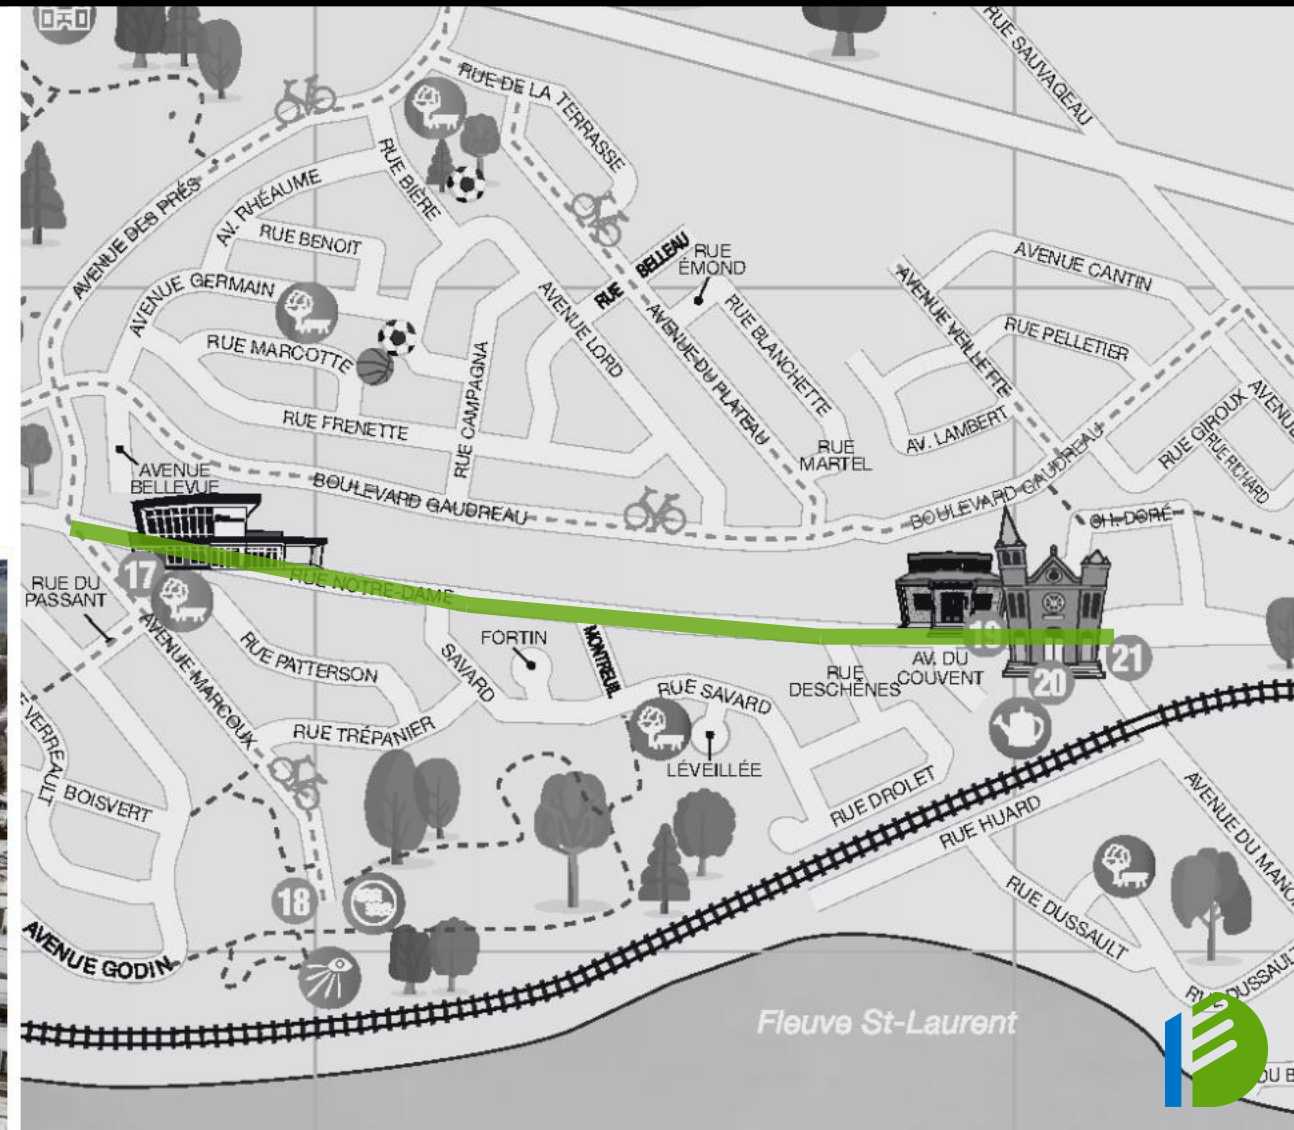 RUE SAUVAGEAU
RUE DE LA TERRASSE
AVENUE DES PRÉS
AV. RHÉAUME
RUE BIÈRE
RUE BENOIT
RUE BELLEAU
RUE
ÉMOND
AVENUE CANTIN
AVENUE GERMAIN
AVENUE LORD
AVENUE DU PLATEAU
RUE BLANCHETTE
AVENUE VEILLETTE
RUE PELLETIER
RUE MARCOTTE
RUE CAMPAGNA
RUE FRENETTE
AV. LAMBERT
RUE GIROUX
AVENUE
RUE RICHARD
RUE
MARTEL
AVENUE
BELLEVUE
BOULEVARD GAUDREAU
BOULEVARD GAUDREAU
CH. DORÉ
17
RUE DU
PASSANT
RUE NOTRE-DAME
AVENUE MARCOUX
RUE PATTERSON
SAVARD
FORTIN
MONTREUIL
RUE SAVARD
RUE
DESCHÊNES
AV. DU
COUVENT
19
20
21
RUE TRÉPANIER
LÉVEILLÉE
E VERREAULT
BOISVERT
RUE DROLET
RUE HUARD
AVENUE DU MANOI
18
RUE DUSSAULT
AVENUE GODIN
RUE DUSSAULT
Fleuve St-Laurent
DU B